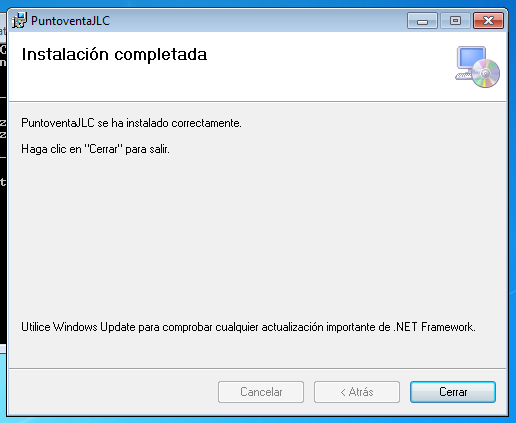 PuntoventaJLC
Instalación completada
PuntoventaJLC se ha instalado correctamente.
Haga clic en "Cerrar" para salir.
Utilice Windows Update para comprobar cualquier actualización importante de .NET Framework.
Cancelar
< Atrás
Cerrar